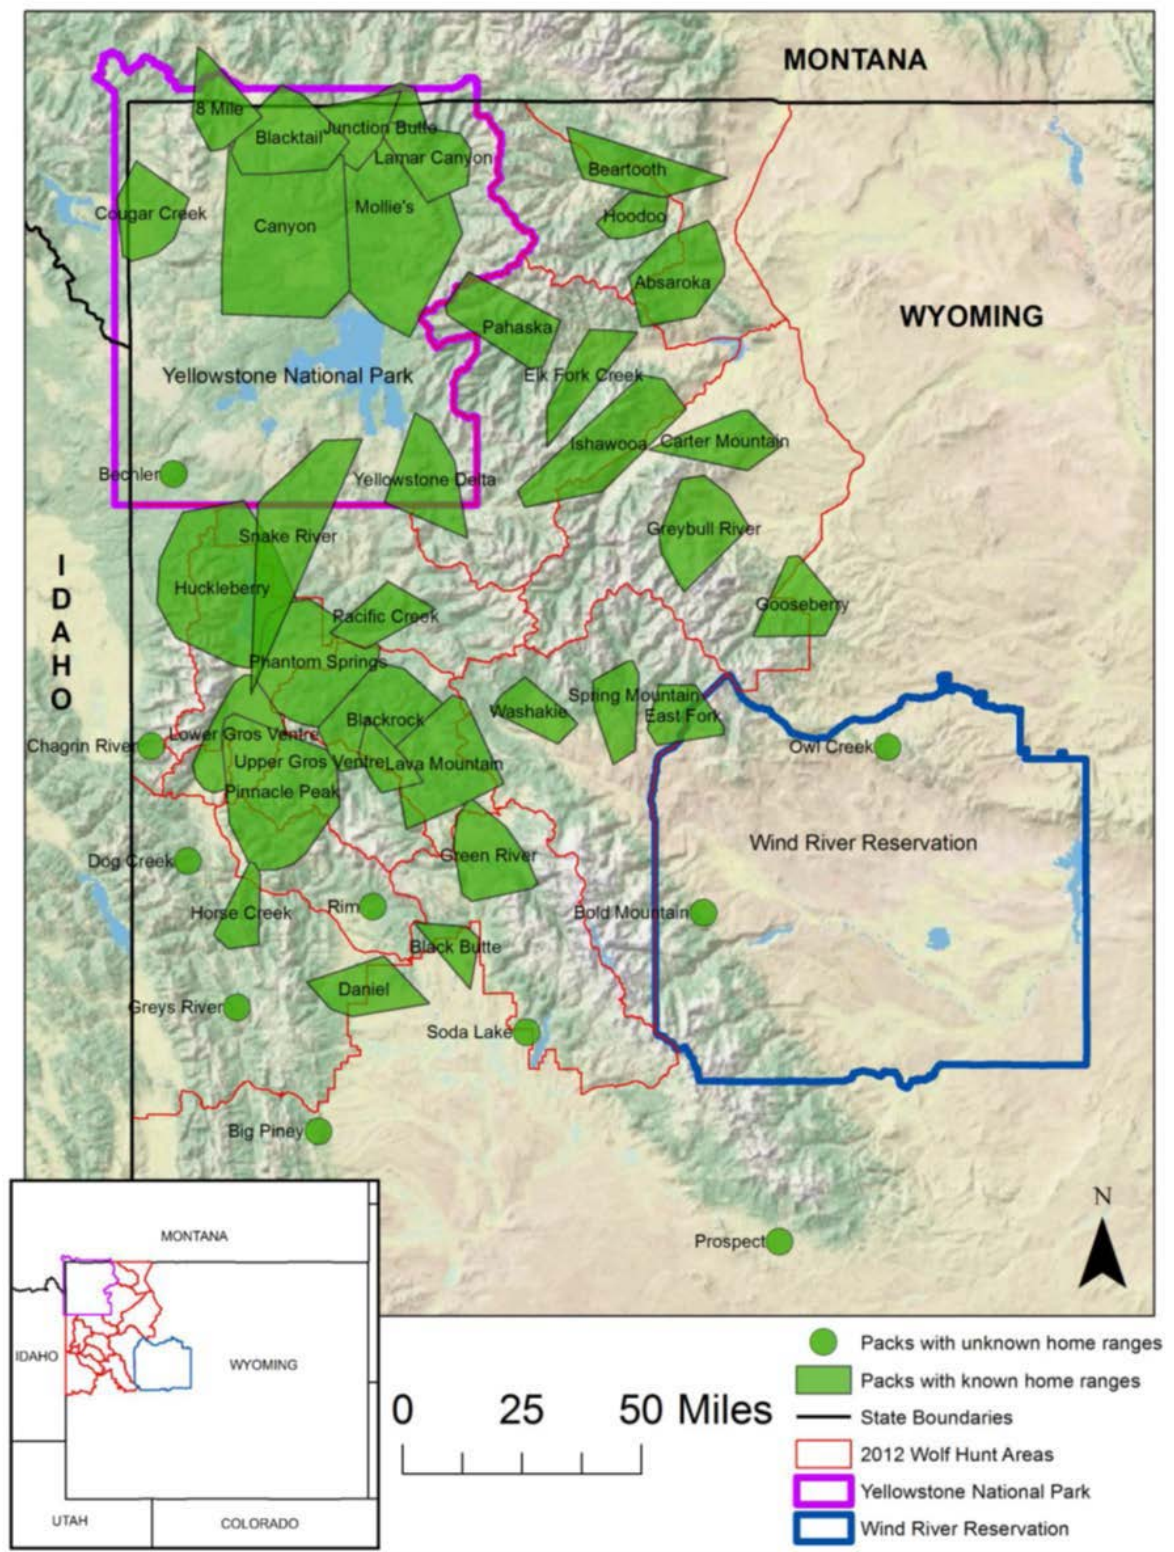 MONTANA
8 Mile
Blacktail
Junction Butte
Lamar Canyon
Beartooth
Cougar Creek
Mollie's
Hoodoo
Canyon
Absaroka
WYOMING
Pahaska
Yellowstone National Park
Elk Fork Creek
Ishawooa
Carter Mountain
Bechler
Yellowstone Delta
Snake River
Greybull River
IDAHO
Huckleberry
Pacific Creek
Gooseberry
Phantom Springs
Spring Mountain
Washakie
East Fork
Blackrock
Lower Gros Ventre
Chagrin River
Owl Creek
Upper Gros Ventre
Lava Mountain
Pinnacle Peak
Wind River Reservation
Dog Creek
Green River
Horse Creek
Rim
Bold Mountain
Black Butte
Daniel
Greys River
Soda Lake
Big Piney
N
Prospect
MONTANA
IDAHO
WYOMING
UTAH
COLORADO
0 25 50 Miles
Packs with unknown home ranges
Packs with known home ranges
State Boundaries
2012 Wolf Hunt Areas
Yellowstone National Park
Wind River Reservation